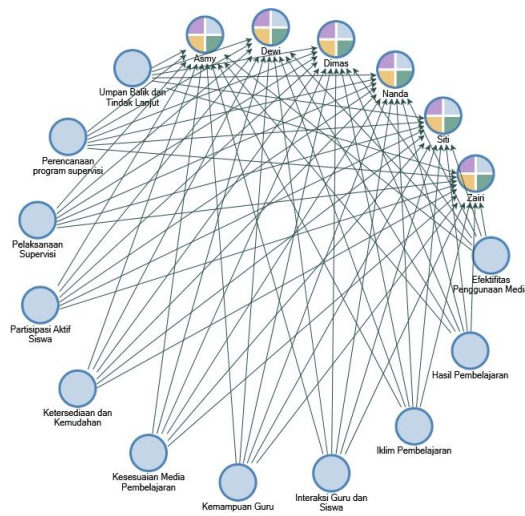 Asmy
Dewi
Dimas
Nanda
Siti
Zairi
Efektifitas
Penggunaan Media
Hasil Pembelajaran
Iklim Pembelajaran
Interaksi Guru dan
Siswa
Kemampuan Guru
Kesesuaian Media
Pembelajaran
Ketersediaan dan
Kemudahan
Partisipasi Aktif
Siswa
Pelaksanaan
Supervisi
Perencanaan
program supervisi
Umpan Balik dan
Tindak Lanjut